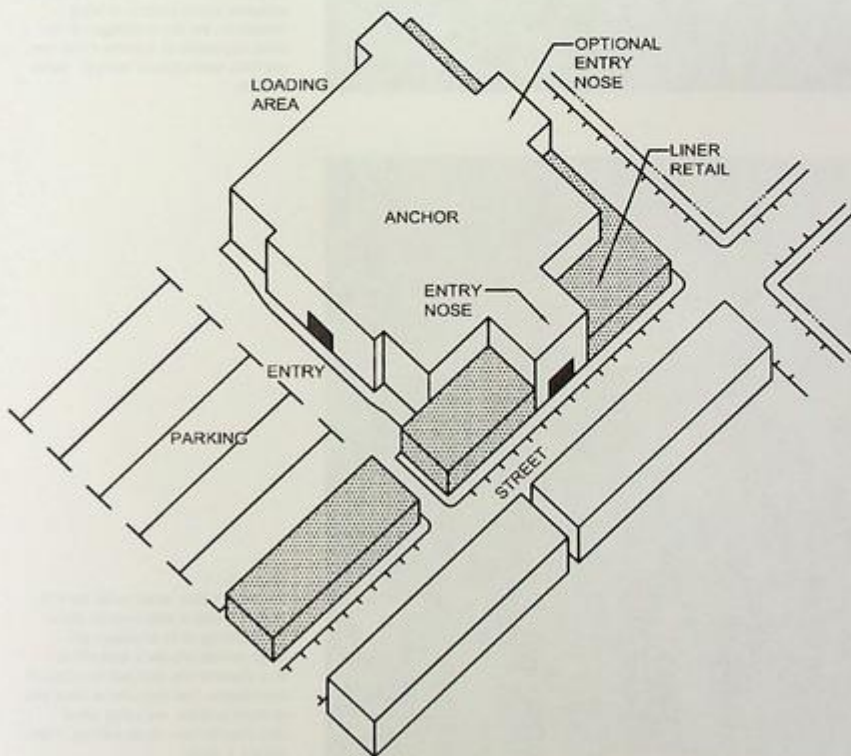 OPTIONAL
ENTRY
NOSE
LOADING
AREA
LINER
RETAIL
ANCHOR
ENTRY
NOSE
ENTRY
PARKING
STREET